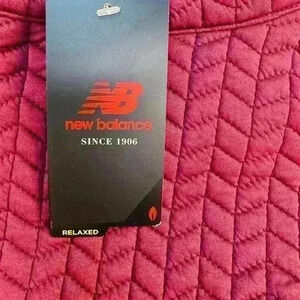 NB
new balance
SINCE 1906
RELAXED